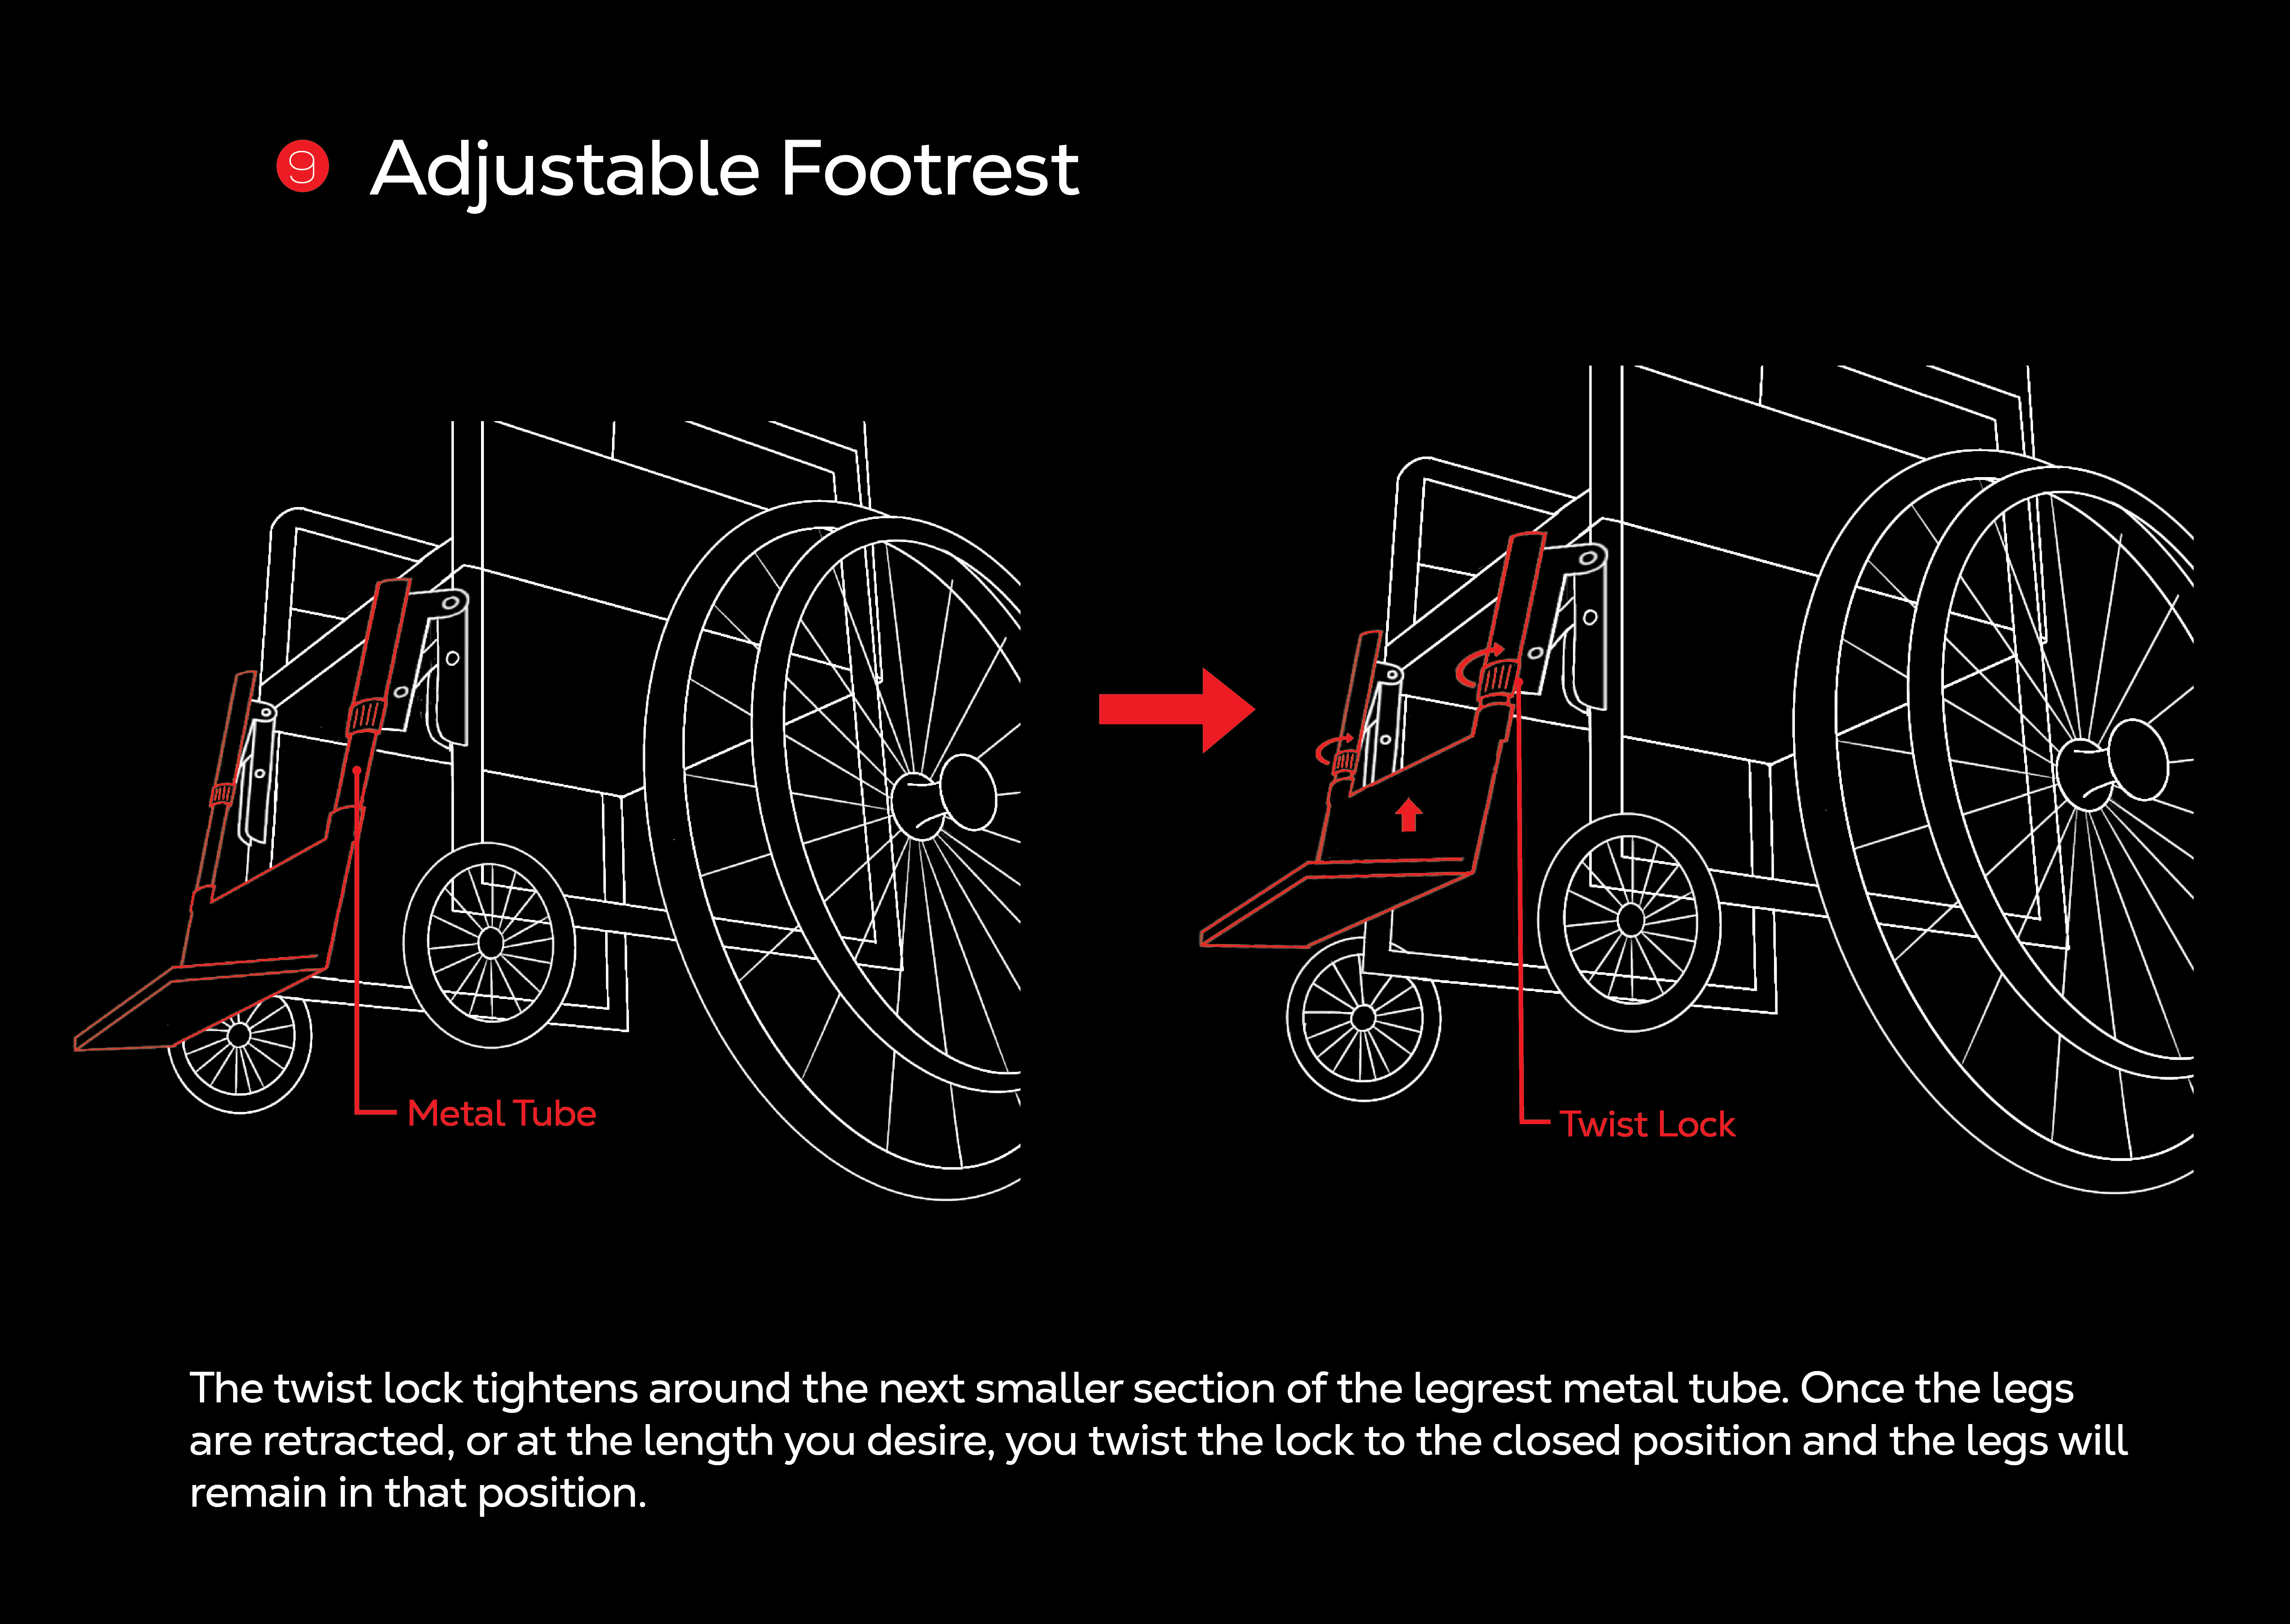 9 Adjustable Footrest
Metal Tube
Twist Lock
The twist lock tightens around the next smaller section of the legrest metal tube. Once the legs
are retracted, or at the length you desire, you twist the lock to the closed position and the legs will
remain in that position.